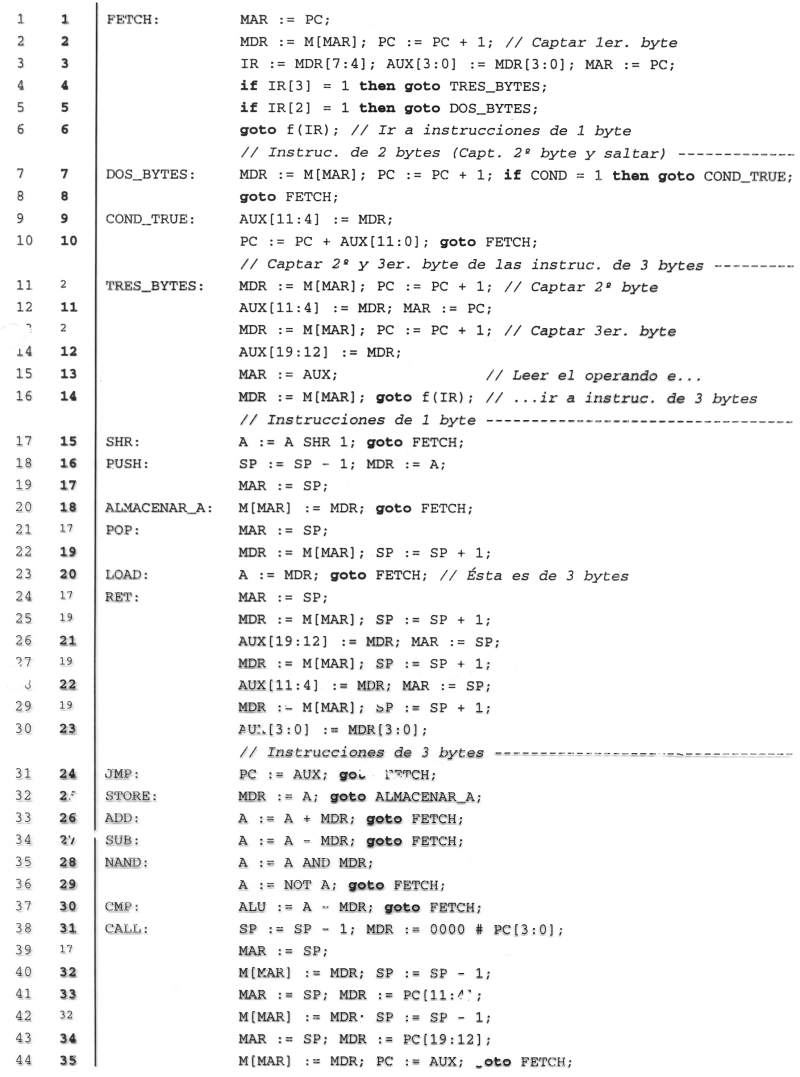 1 1 FETCH: MAR := PC;
2 2 MDR := M[MAR]; PC := PC + 1; // Captar 1er. byte
3 3 IR := MDR[7:4]; AUX[3:0] := MDR[3:0]; MAR := PC;
4 4 if IR[3] = 1 then goto TRES_BYTES;
5 5 if IR[2] = 1 then goto DOS_BYTES;
6 6 goto f(IR); // Ir a instrucciones de 1 byte
// Instruc. de 2 bytes (Capt. 2º byte y saltar) -------------
7 7 DOS_BYTES: MDR := M[MAR]; PC := PC + 1; if COND = 1 then goto COND_TRUE;
8 8 goto FETCH;
9 9 COND_TRUE: AUX[11:4] := MDR;
10 10 PC := PC + AUX[11:0]; goto FETCH;
// Captar 2º y 3er. byte de las instruc. de 3 bytes ---------
11 2 TRES_BYTES: MDR := M[MAR]; PC := PC + 1; // Captar 2º byte
12 11 AUX[11:4] := MDR; MAR := PC;
2 MDR := M[MAR]; PC := PC + 1; // Captar 3er. byte
14 12 AUX[19:12] := MDR;
15 13 MAR := AUX; // Leer el operando e...
16 14 MDR := M[MAR]; goto f(IR); // ...ir a instruc. de 3 bytes
// Instrucciones de 1 byte ----------------------------------
17 15 SHR: A := A SHR 1; goto FETCH;
18 16 PUSH: SP := SP - 1; MDR := A;
19 17 MAR := SP;
20 18 ALMACENAR_A: M[MAR] := MDR; goto FETCH;
21 17 POP: MAR := SP;
22 19 MDR := M[MAR]; SP := SP + 1;
23 20 LOAD: A := MDR; goto FETCH; // Ésta es de 3 bytes
24 17 RET: MAR := SP;
25 19 MDR := M[MAR]; SP := SP + 1;
26 21 AUX[19:12] := MDR; MAR := SP;
27 19 MDR := M[MAR]; SP := SP + 1;
22 AUX[11:4] := MDR; MAR := SP;
29 19 MDR := M[MAR]; SP := SP + 1;
30 23 AUX[3:0] := MDR[3:0];
// Instrucciones de 3 bytes ---------------------------------
31 24 JMP: PC := AUX; goto FETCH;
32 STORE: MDR := A; goto ALMACENAR_A;
33 26 ADD: A := A + MDR; goto FETCH;
34 27 SUB: A := A - MDR; goto FETCH;
35 28 NAND: A := A AND MDR;
36 29 A := NOT A; goto FETCH;
37 30 CMP: ALU := A - MDR; goto FETCH;
38 31 CALL: SP := SP - 1; MDR := 0000 # PC[3:0];
39 17 MAR := SP;
40 32 M[MAR] := MDR; SP := SP - 1;
41 33 MAR := SP; MDR := PC[11:4];
42 32 M[MAR] := MDR; SP := SP - 1;
43 34 MAR := SP; MDR := PC[19:12];
44 35 M[MAR] := MDR; PC := AUX; goto FETCH;